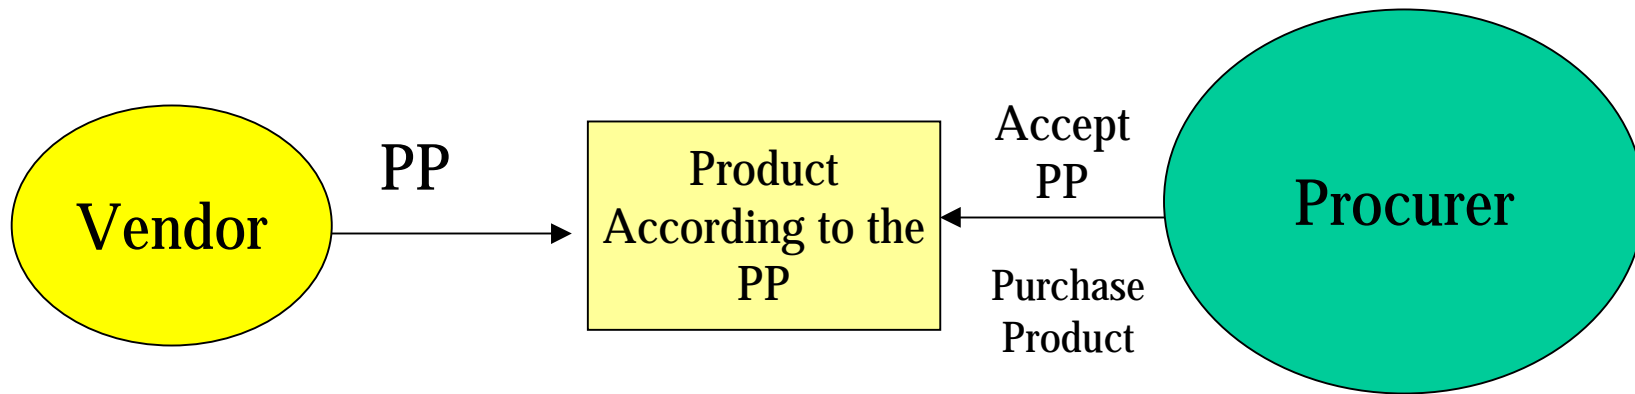 Vendor
PP
Product
According to the
PP
Accept
PP
Purchase
Product
Procurer